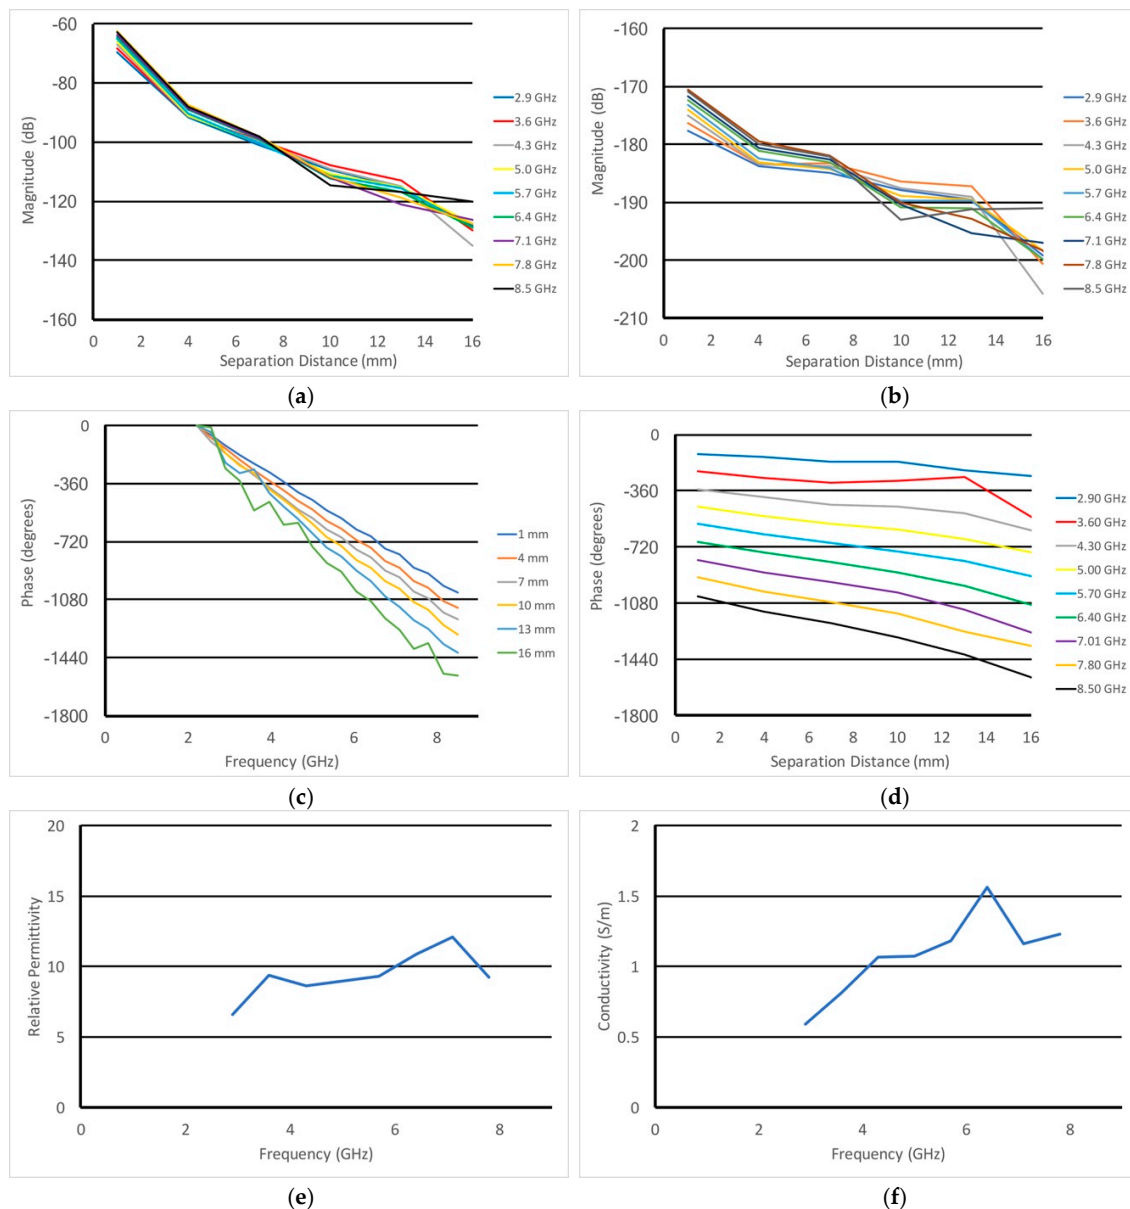 -60
-80
-100
-120
-140
-160
0 2 4 6 8 10 12 14 16
Magnitude (dB)
Separation Distance (mm)
2.9 GHz
3.6 GHz
4.3 GHz
5.0 GHz
5.7 GHz
6.4 GHz
7.1 GHz
7.8 GHz
8.5 GHz
(a)
-160
-170
-180
-190
-200
-210
0 2 4 6 8 10 12 14 16
Magnitude (dB)
Separation Distance (mm)
2.9 GHz
3.6 GHz
4.3 GHz
5.0 GHz
5.7 GHz
6.4 GHz
7.1 GHz
7.8 GHz
8.5 GHz
(b)
0
-360
-720
-1080
-1440
-1800
0 2 4 6 8
Phase (degrees)
Frequency (GHz)
1 mm
4 mm
7 mm
10 mm
13 mm
16 mm
(c)
0
-360
-720
-1080
-1440
-1800
0 2 4 6 8 10 12 14 16
Phase (degrees)
Separation Distance (mm)
2.90 GHz
3.60 GHz
4.30 GHz
5.00 GHz
5.70 GHz
6.40 GHz
7.01 GHz
7.80 GHz
8.50 GHz
(d)
20
15
10
5
0
0 2 4 6 8
Relative Permittivity
Frequency (GHz)
(e)
2
1.5
1
0.5
0
0 2 4 6 8
Conductivity (S/m)
Frequency (GHz)
(f)